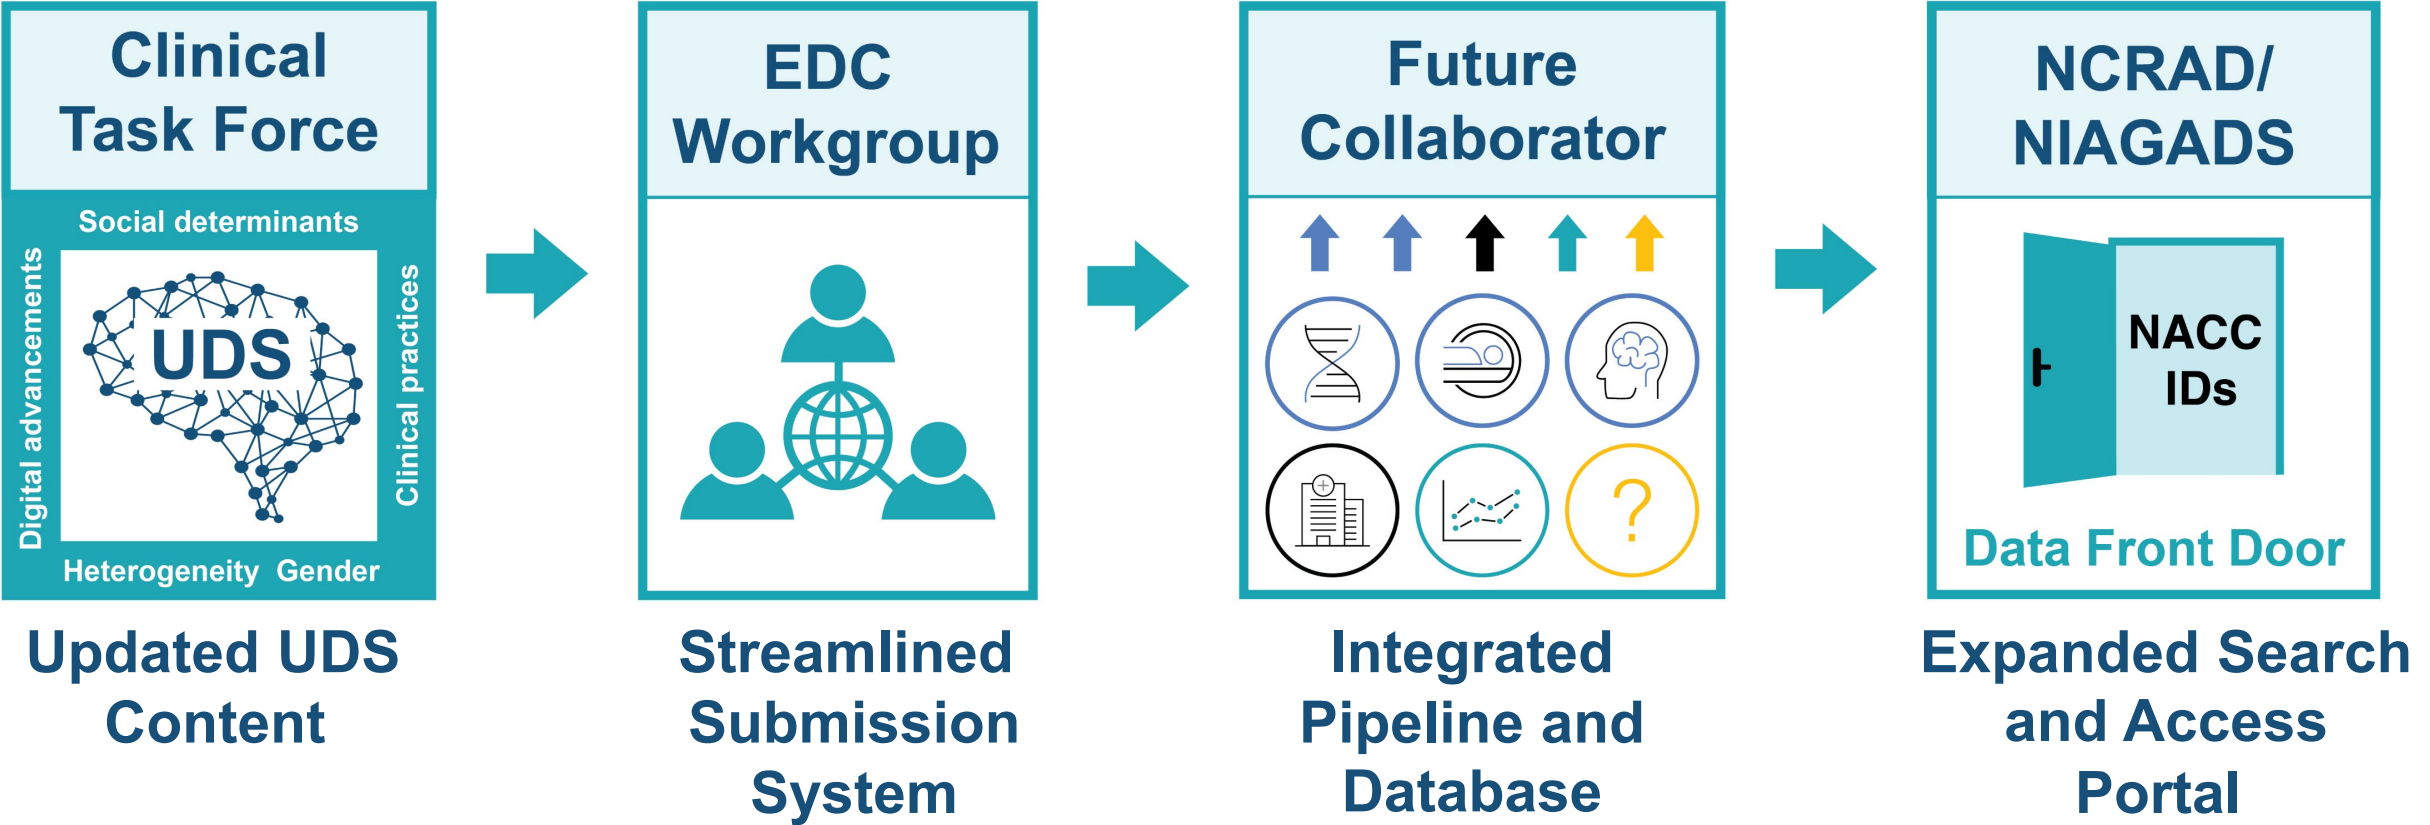 Clinical
Task Force
Social determinants
Digital advancements
UDS
Clinical practices
Heterogeneity Gender
Updated UDS
Content
EDC
Workgroup
Streamlined
Submission
System
Future
Collaborator
?
Integrated
Pipeline and
Database
NCRAD/
NIAGADS
NACC
IDs
Data Front Door
Expanded Search
and Access
Portal